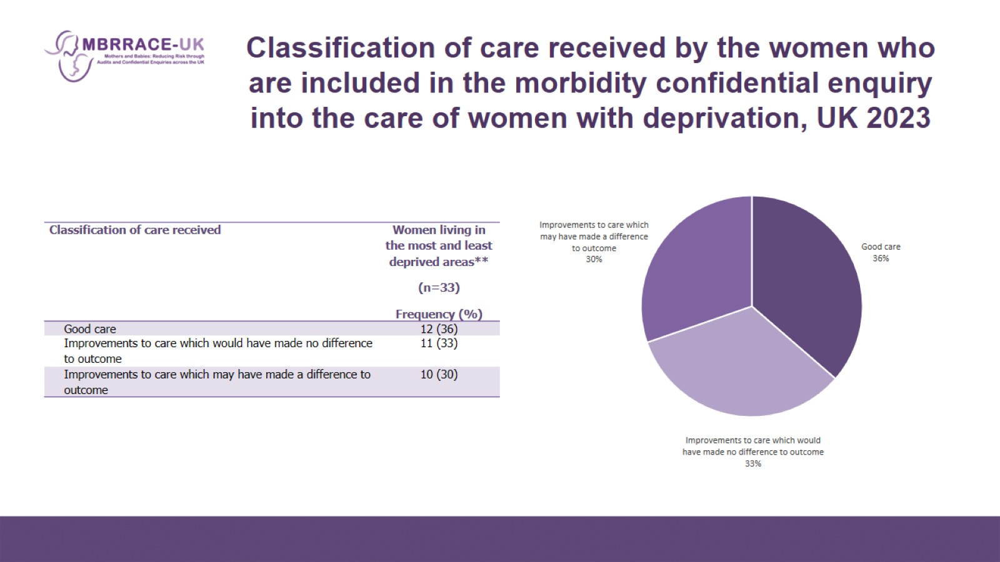 MBRRACE-UK
Mothers and Babies: Reducing Risk through
Audits and Confidential Enquiries across the UK
Classification of care received by the women who
are included in the morbidity confidential enquiry
into the care of women with deprivation, UK 2023
Classification of care received
Women living in
the most and least
deprived areas**
(n=33)
Frequency (%)
Good care 12 (36)
Improvements to care which would have made no difference 11 (33)
to outcome
Improvements to care which may have made a difference to 10 (30)
outcome
Improvements to care which
may have made a difference
to outcome
30%
Good care
36%
Improvements to care which would
have made no difference to outcome
33%